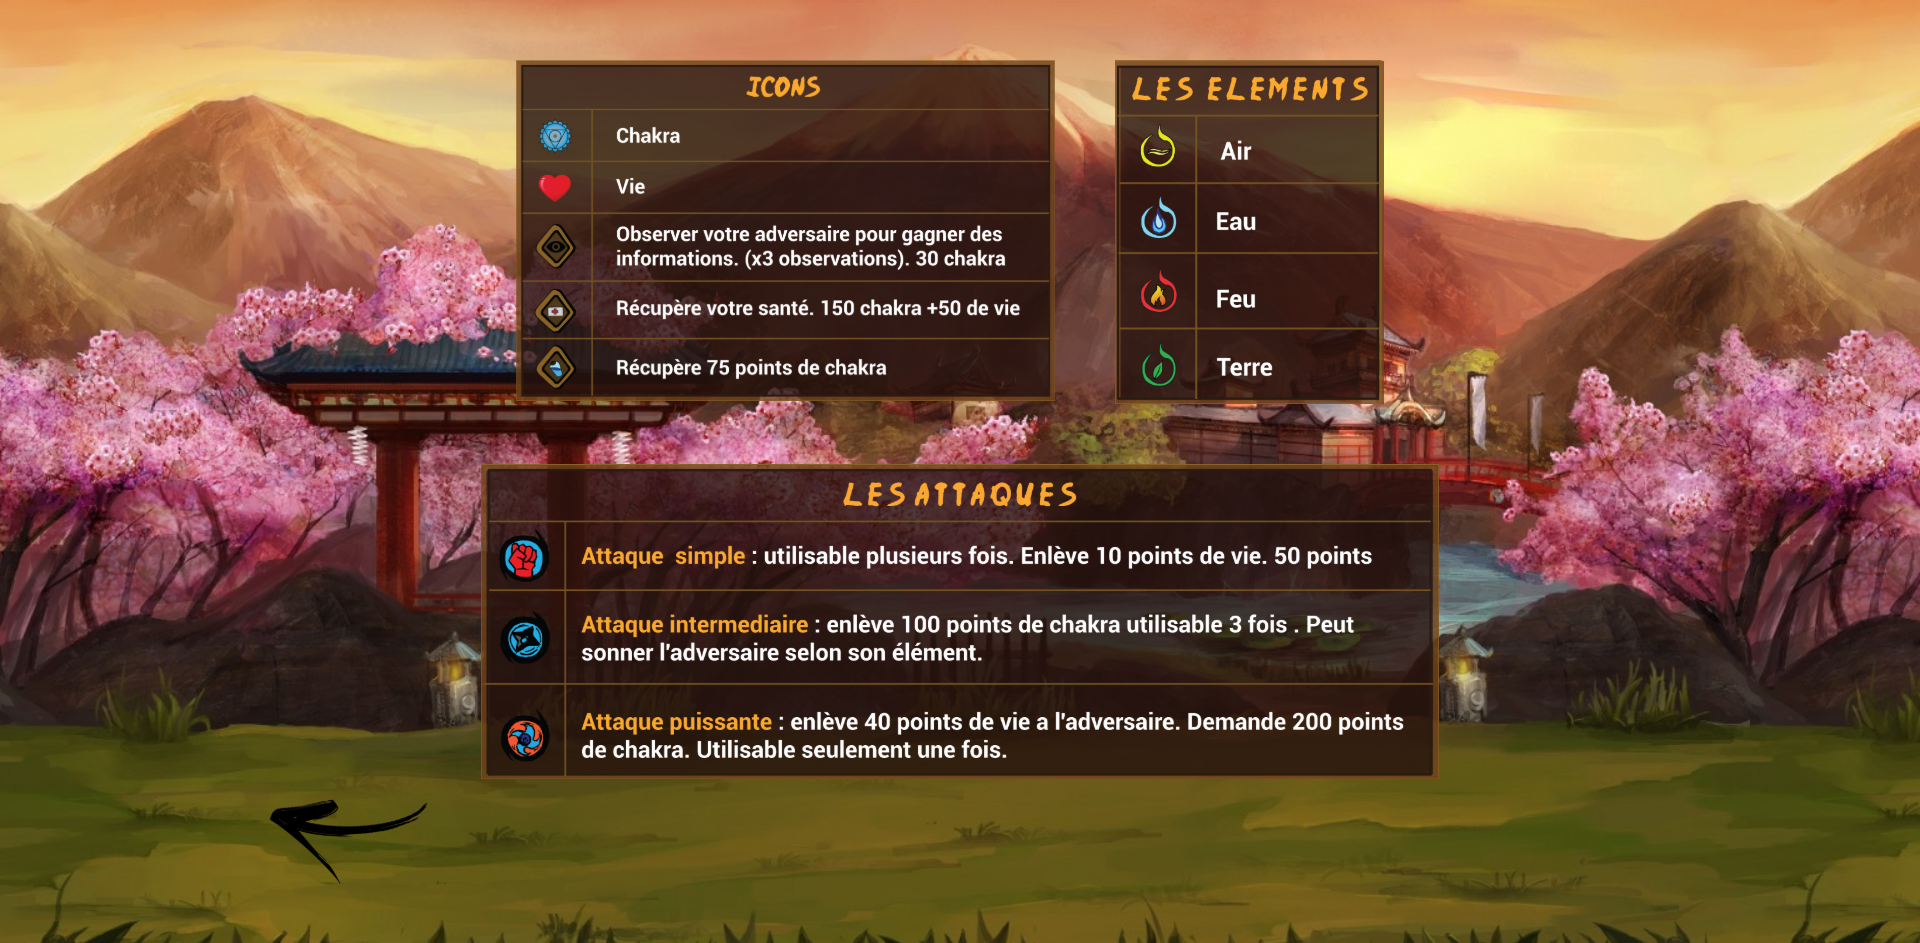 ICONS
Chakra
Vie
Observer votre adversaire pour gagner des
informations. (x3 observations). 30 chakra
Récupère votre santé. 150 chakra +50 de vie
Récupère 75 points de chakra
LES ELEMENTS
Air
Eau
Feu
Terre
LES ATTAQUES
Attaque  simple : utilisable plusieurs fois. Enlève 10 points de vie. 50 points
Attaque intermediaire : enlève 100 points de chakra utilisable 3 fois . Peut
sonner l'adversaire selon son élément.
Attaque puissante : enlève 40 points de vie a l'adversaire. Demande 200 points
de chakra. Utilisable seulement une fois.